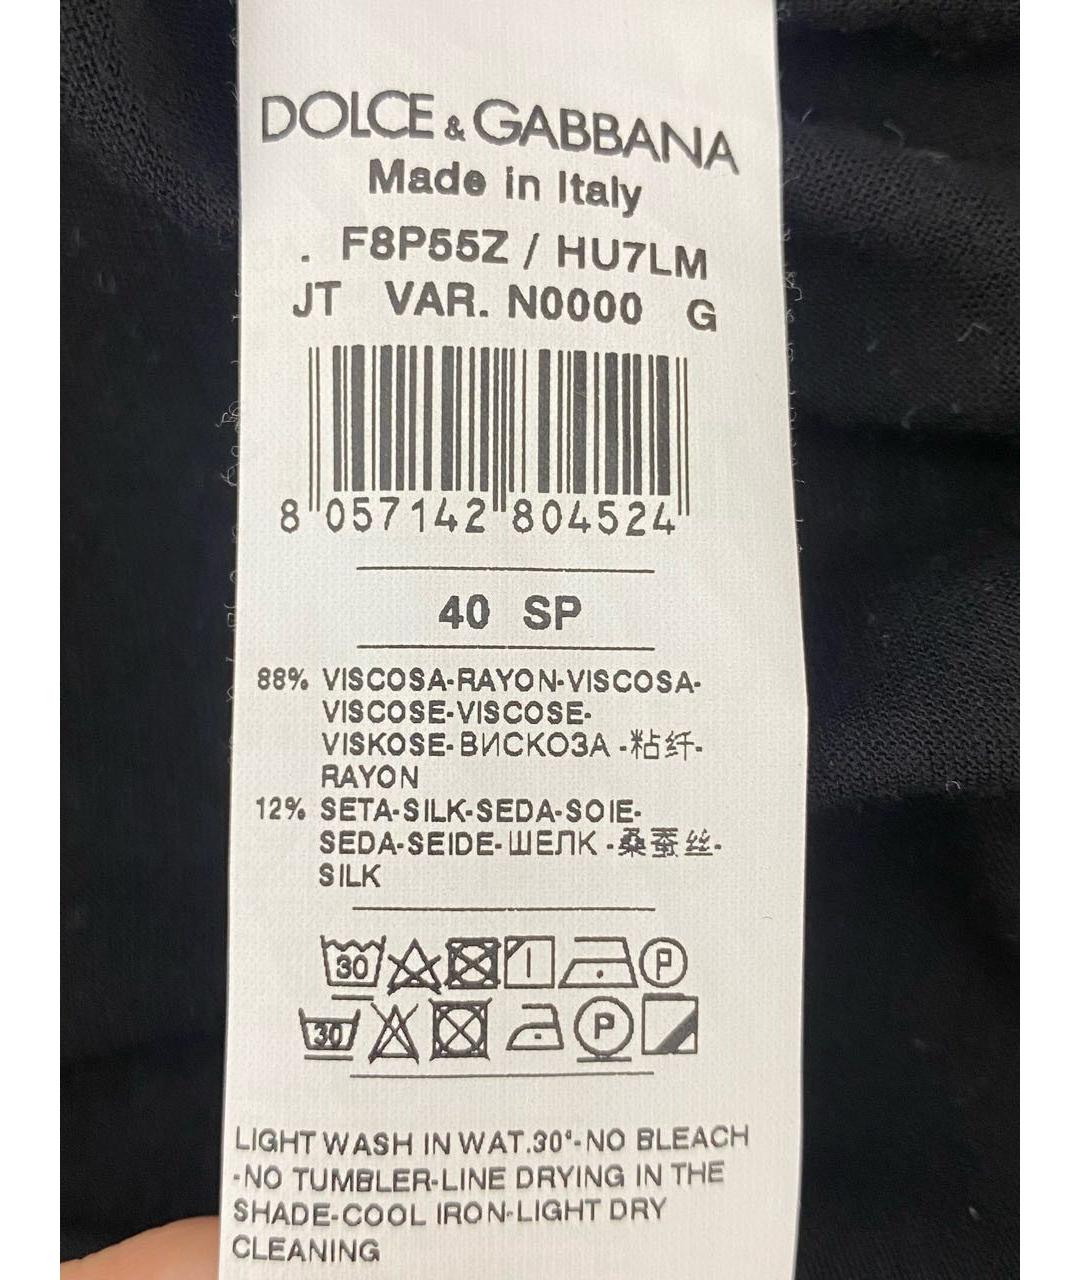 DOLCE & GABBANA
Made in Italy
. F8P55Z / HU7LM
JT VAR. N0000 G
8 057142 804524
40 SP
88% VISCOSA-RAYON-VISCOSA-
VISCOSE-VISCOSE-
VISKOSE-ВИСКОЗА -粘纤-
RAYON
12% SETA-SILK-SEDA-SOIE-
SEDA-SEIDE-ШЕЛК -桑蚕丝-
SILK
30 P
30 P
LIGHT WASH IN WAT.30°-NO BLEACH
-NO TUMBLER-LINE DRYING IN THE
SHADE-COOL IRON-LIGHT DRY
CLEANING